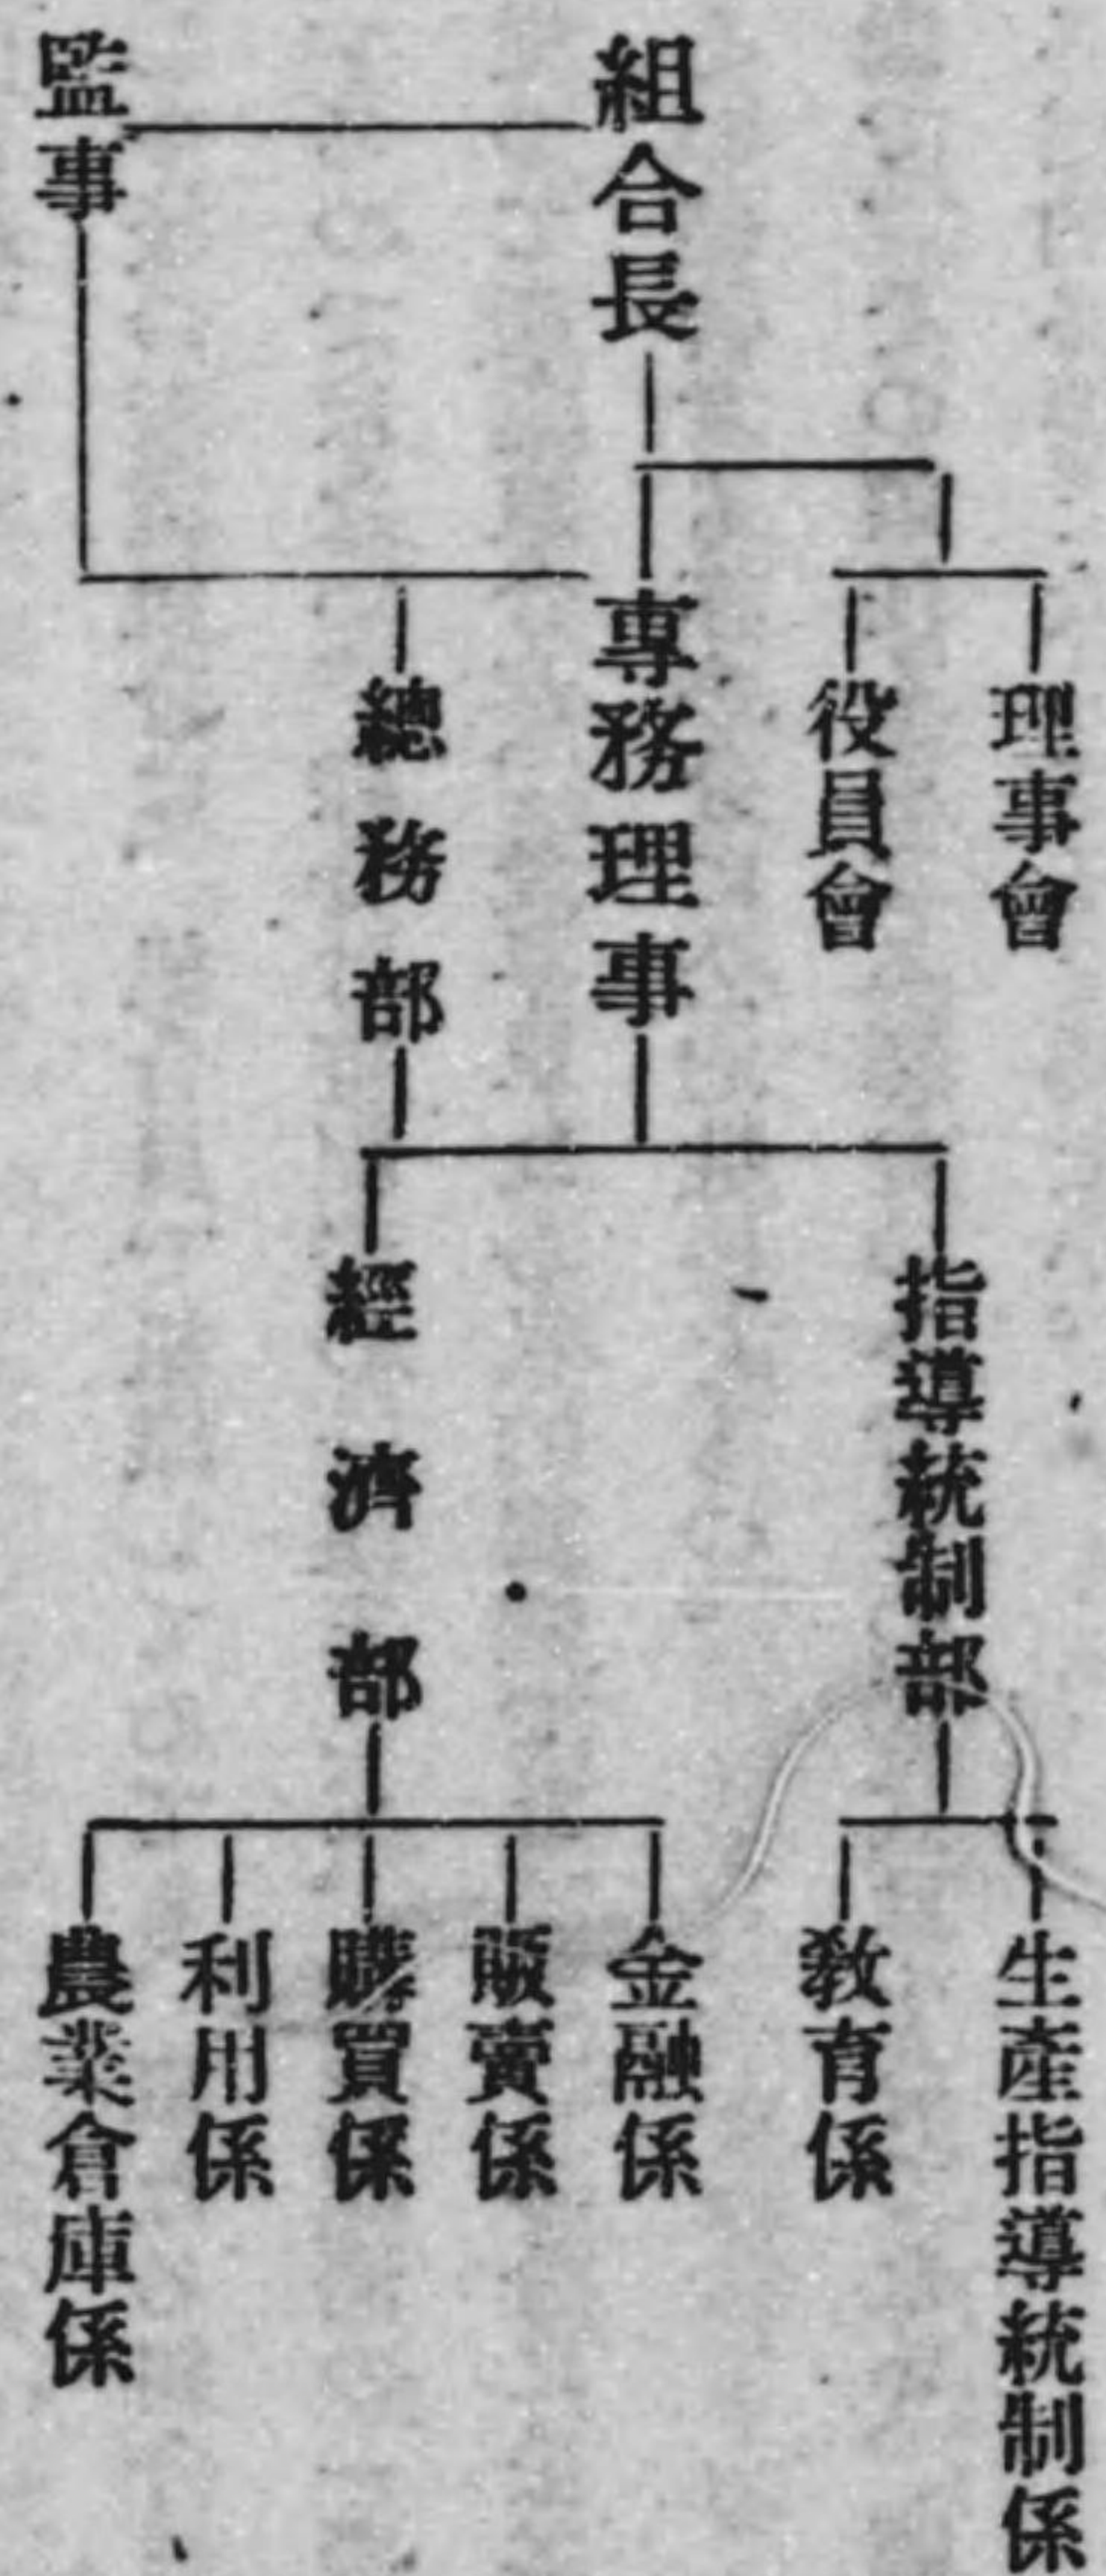 組合長
監事
理事會
役員會
專務理事
總務部
指導統制部
經濟部
生產指導統制係
敎育係
金融係
販賣係
購買係
利用係
農業倉庫係